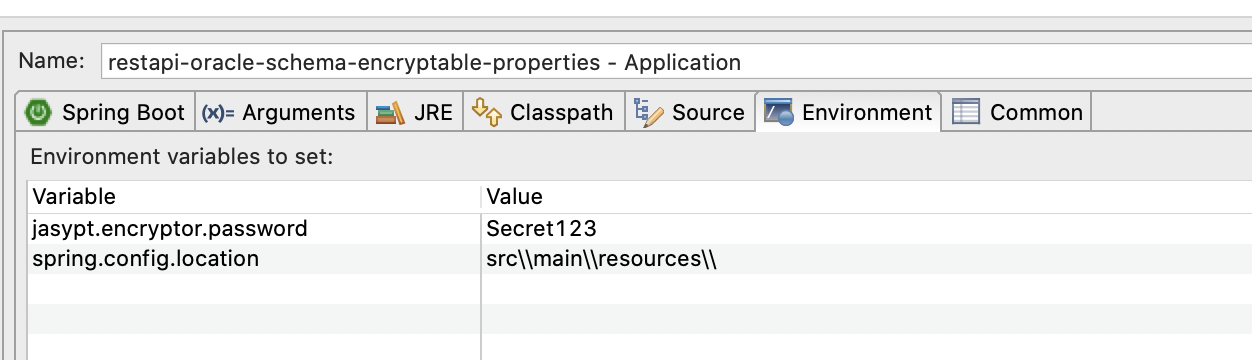 Name: restapi-oracle-schema-encryptable-properties - Application
Spring Boot (x)= Arguments JRE Classpath Source Environment Common
Environment variables to set:
Variable Value
jasypt.encryptor.password Secret123
spring.config.location src\\main\\resources\\